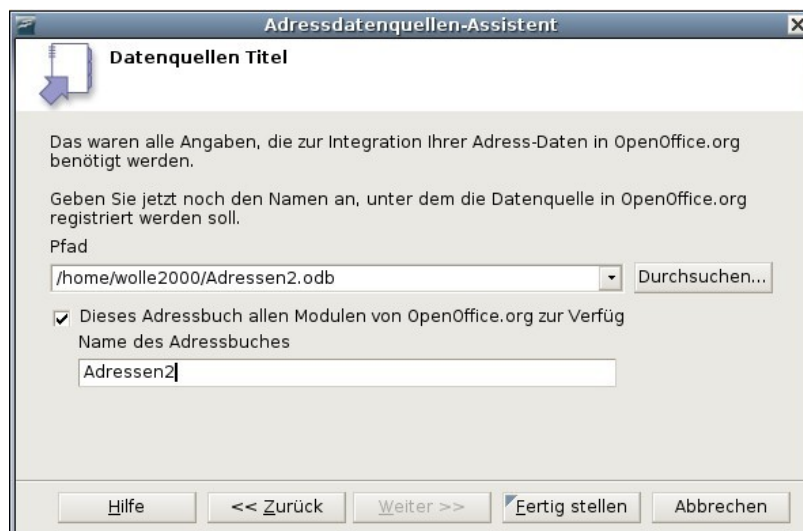 Adressdatenquellen-Assistent
Datenquellen Titel
Das waren alle Angaben, die zur Integration Ihrer Adress-Daten in OpenOffice.org
benötigt werden.
Geben Sie jetzt noch den Namen an, unter dem die Datenquelle in OpenOffice.org
registriert werden soll.
Pfad
/home/wolle2000/Adressen2.odb
Durchsuchen...
Dieses Adressbuch allen Modulen von OpenOffice.org zur Verfüg
Name des Adressbuches
Adressen2
Hilfe
<< Zurück
Weiter >>
Fertig stellen
Abbrechen